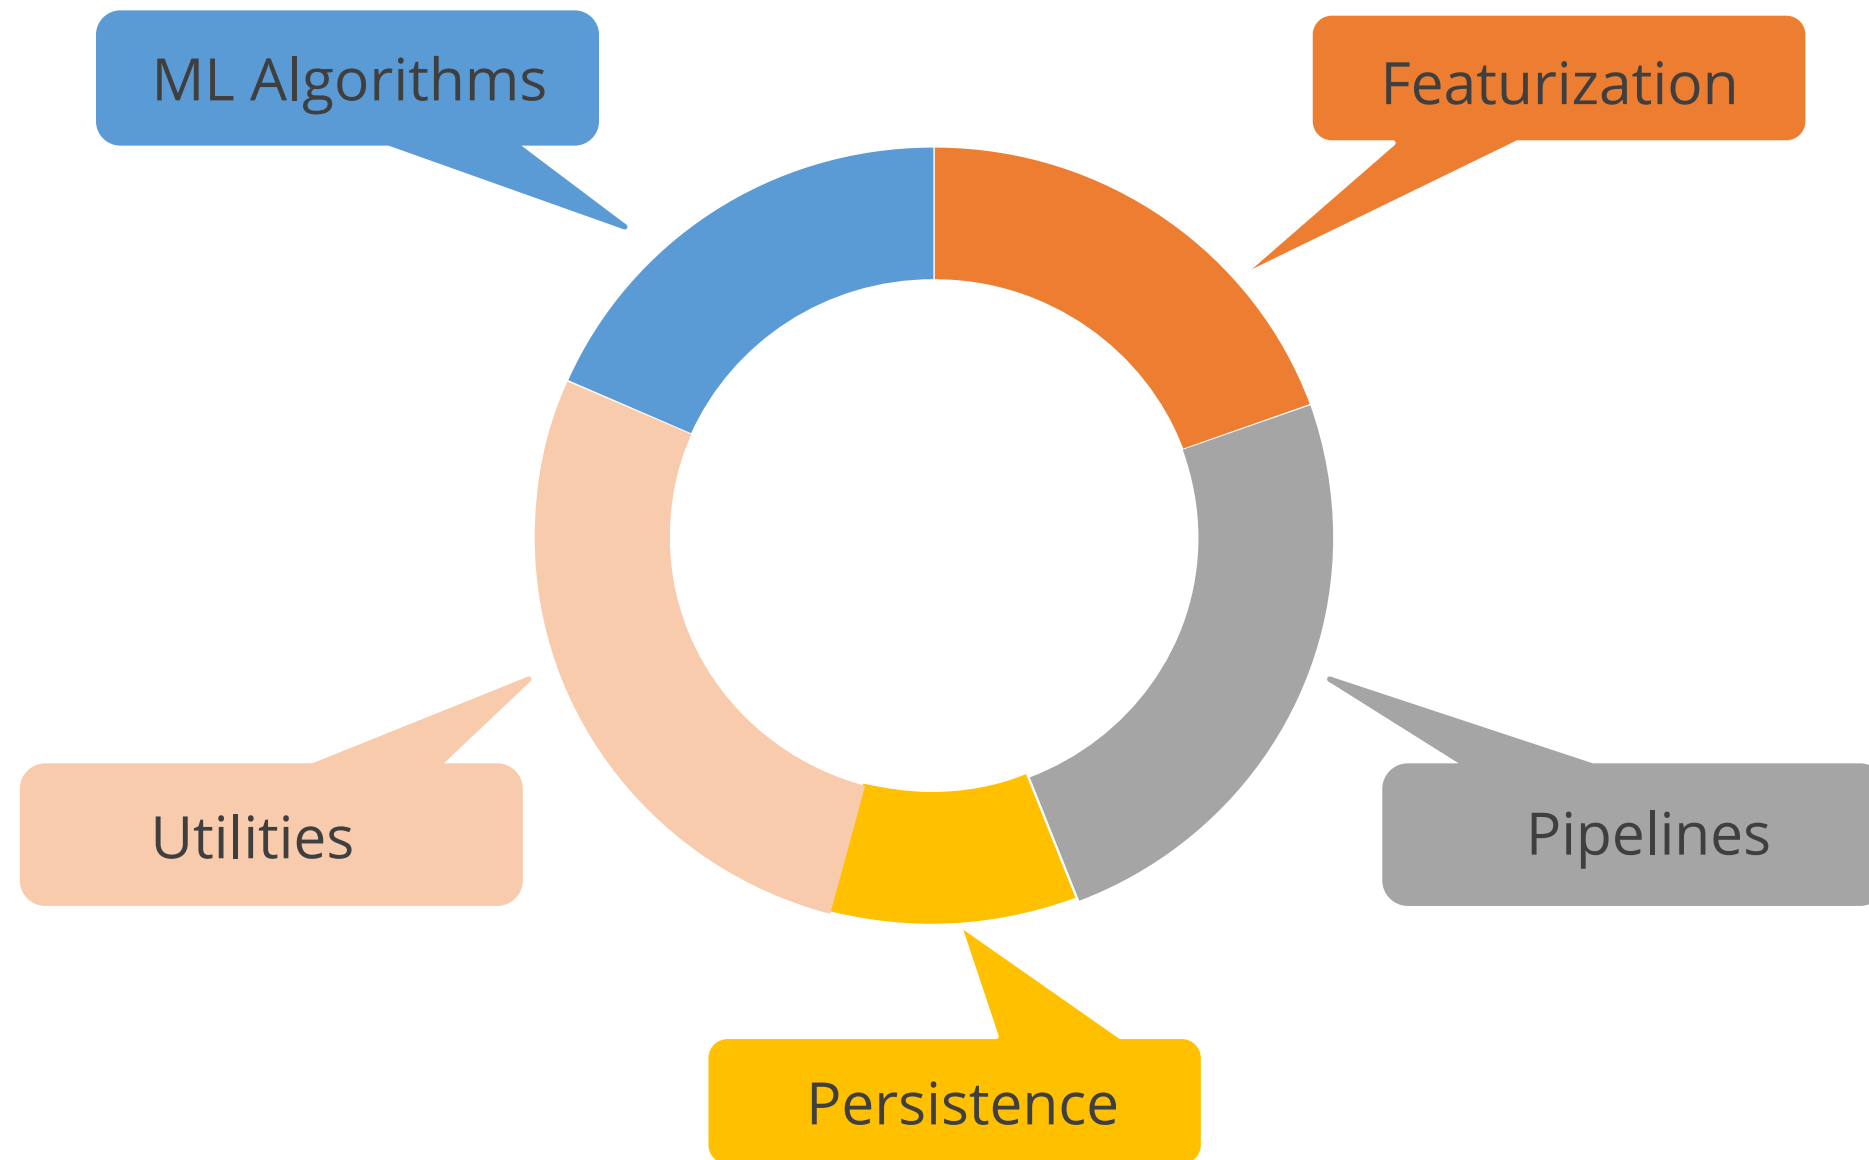 ML Algorithms
Featurization
Utilities
Pipelines
Persistence